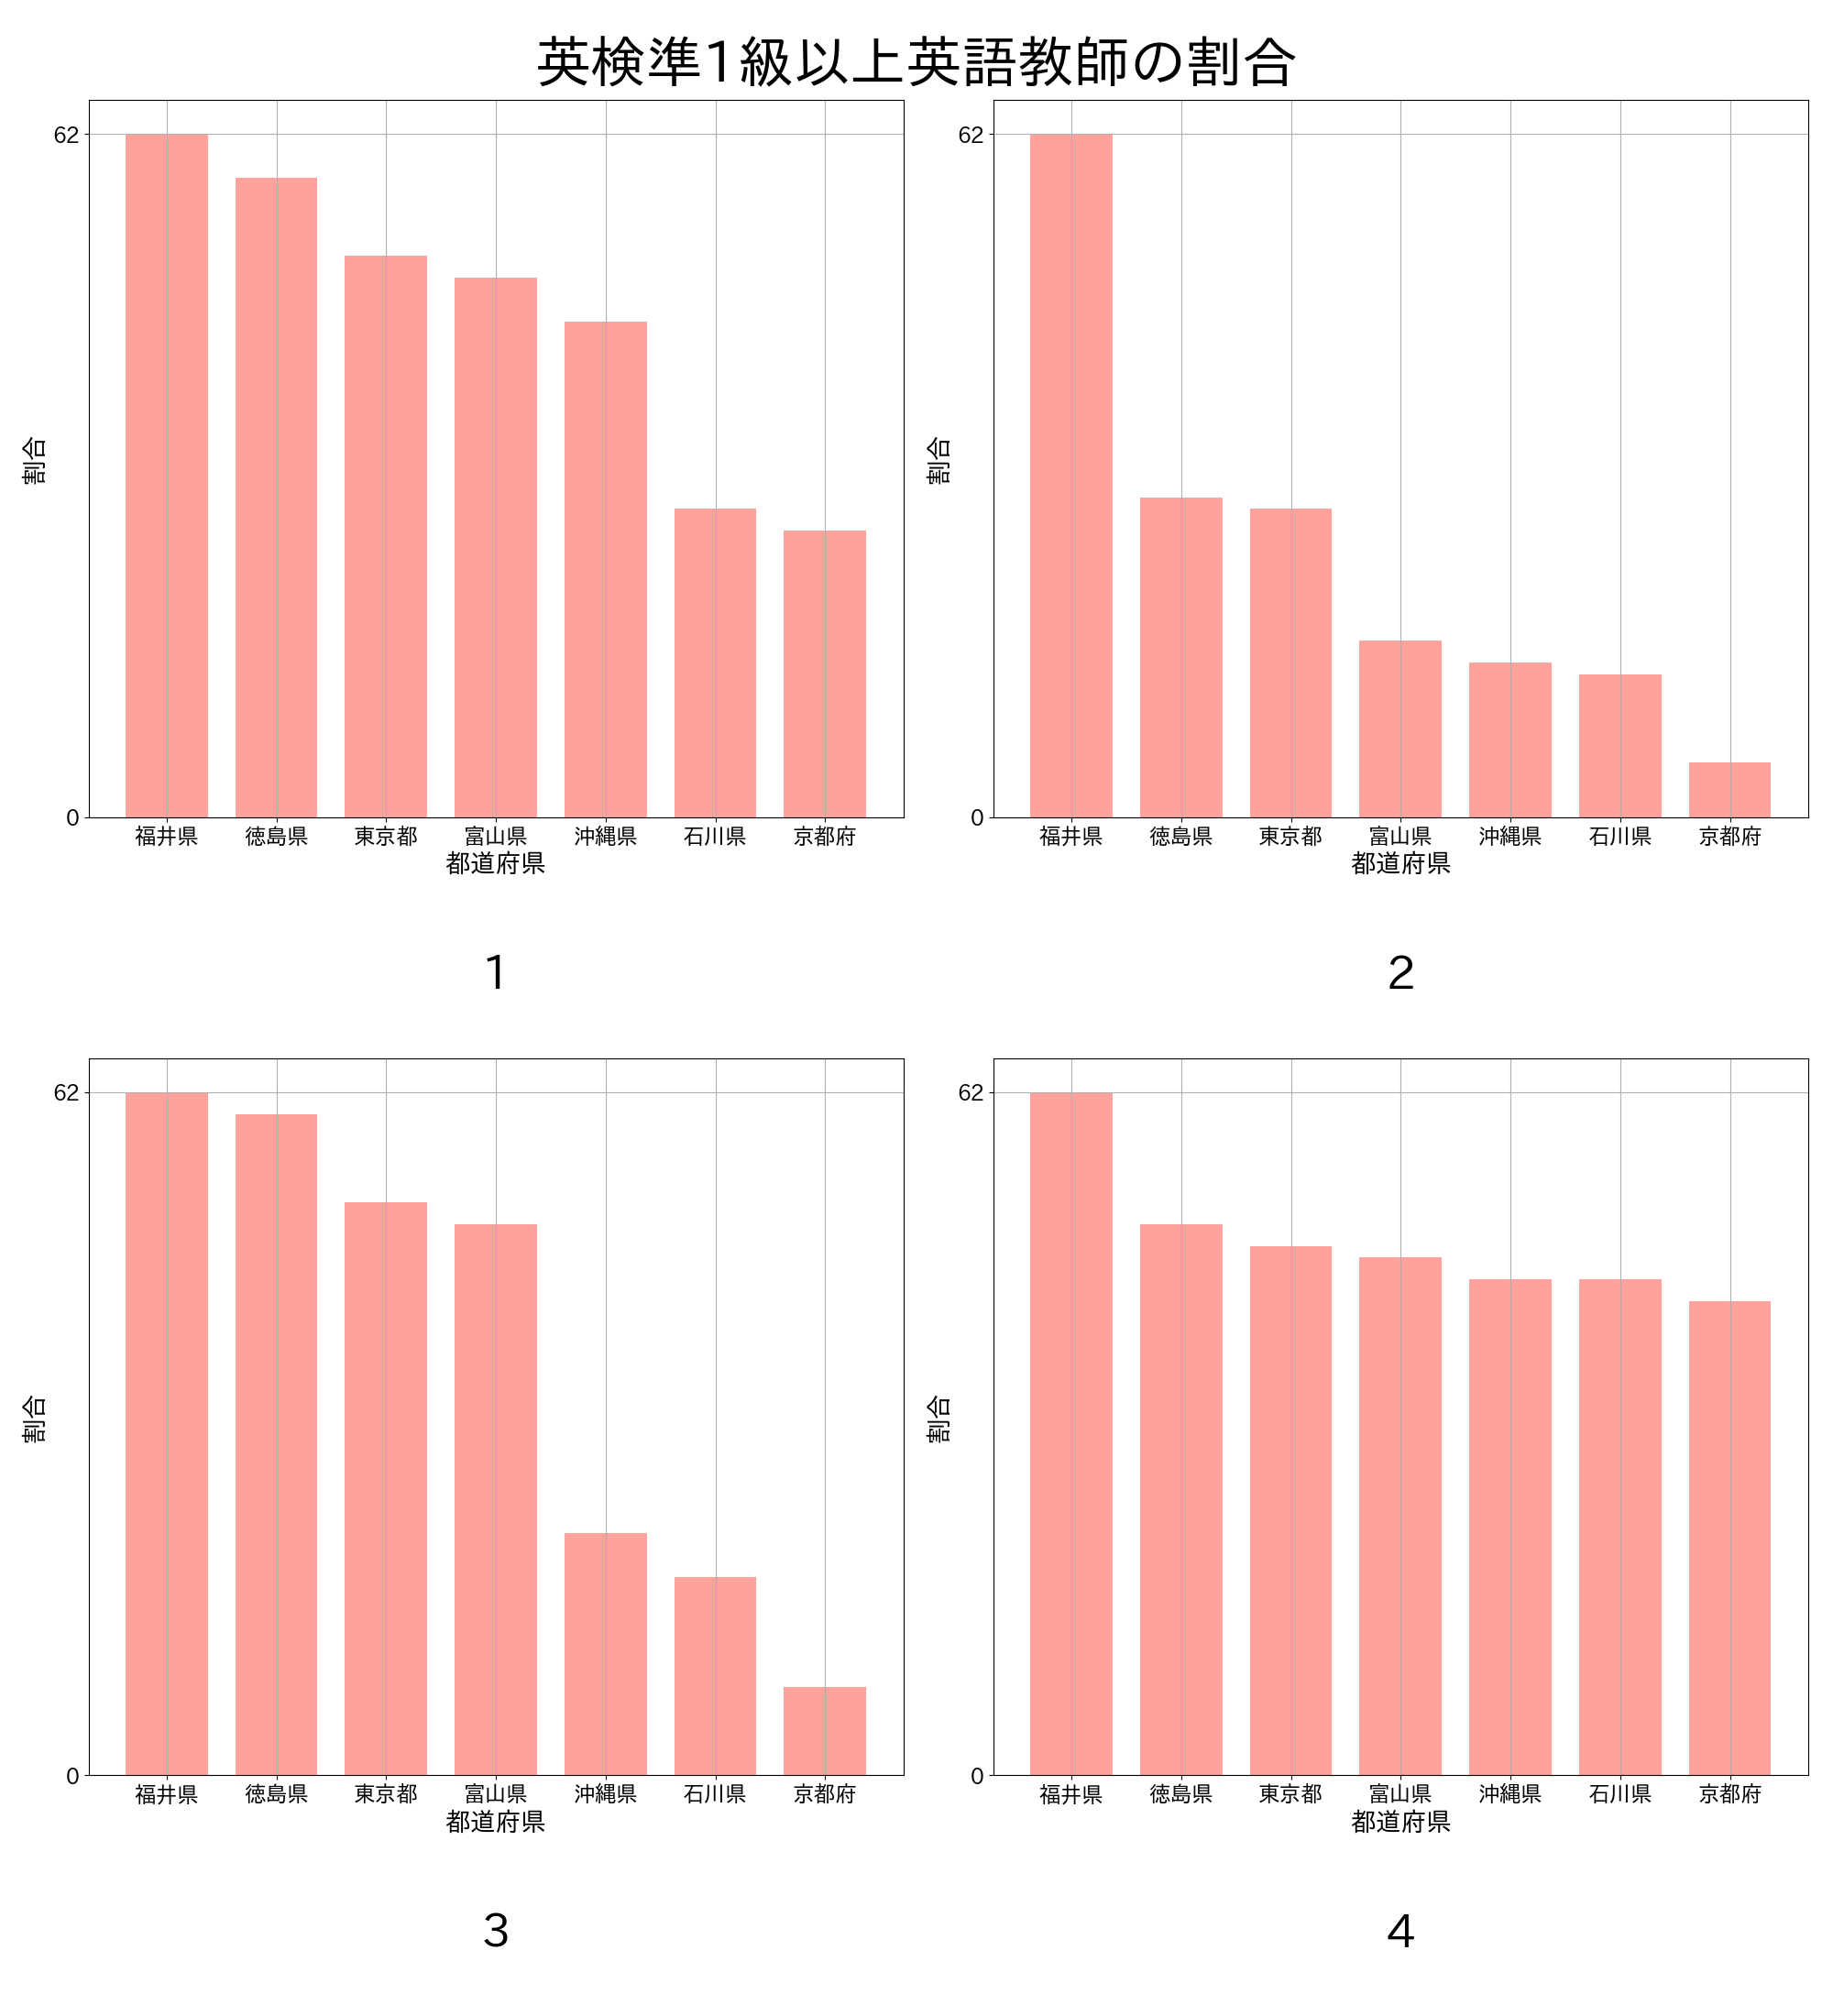 英検準1級以上英語教師の割合
62
0
割合
福井県 徳島県 東京都 富山県 沖縄県 石川県 京都府
都道府県
1
62
0
割合
福井県 徳島県 東京都 富山県 沖縄県 石川県 京都府
都道府県
2
62
0
割合
福井県 徳島県 東京都 富山県 沖縄県 石川県 京都府
都道府県
3
62
0
割合
福井県 徳島県 東京都 富山県 沖縄県 石川県 京都府
都道府県
4